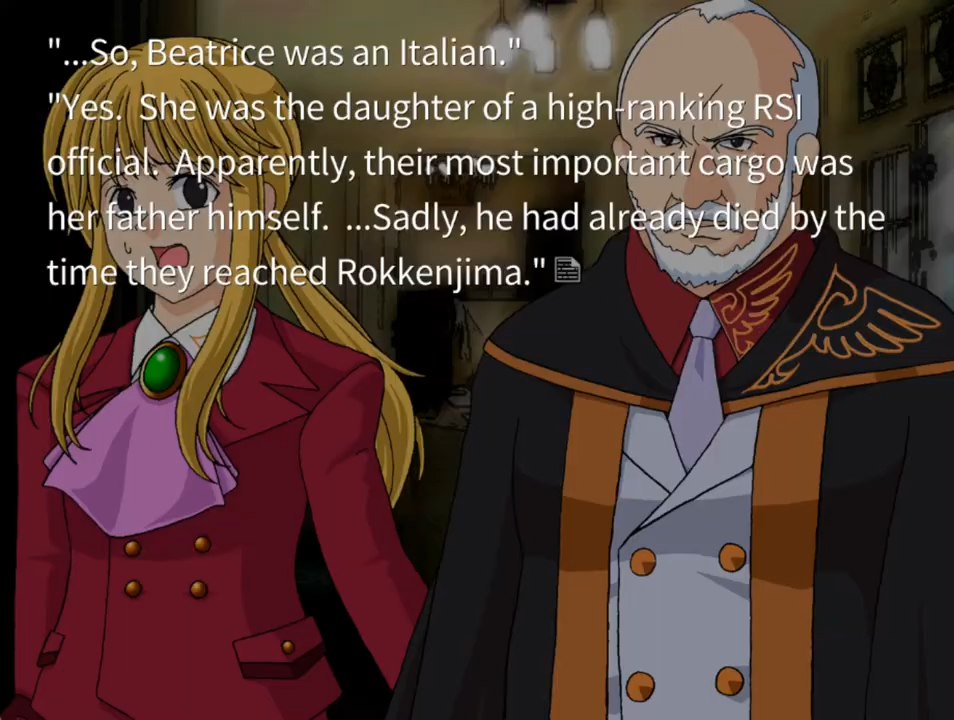 "...So, Beatrice was an Italian."
"Yes.  She was the daughter of a high-ranking RSI
official.  Apparently, their most important cargo was
her father himself.  ...Sadly, he had already died by the
time they reached Rokkenjima."